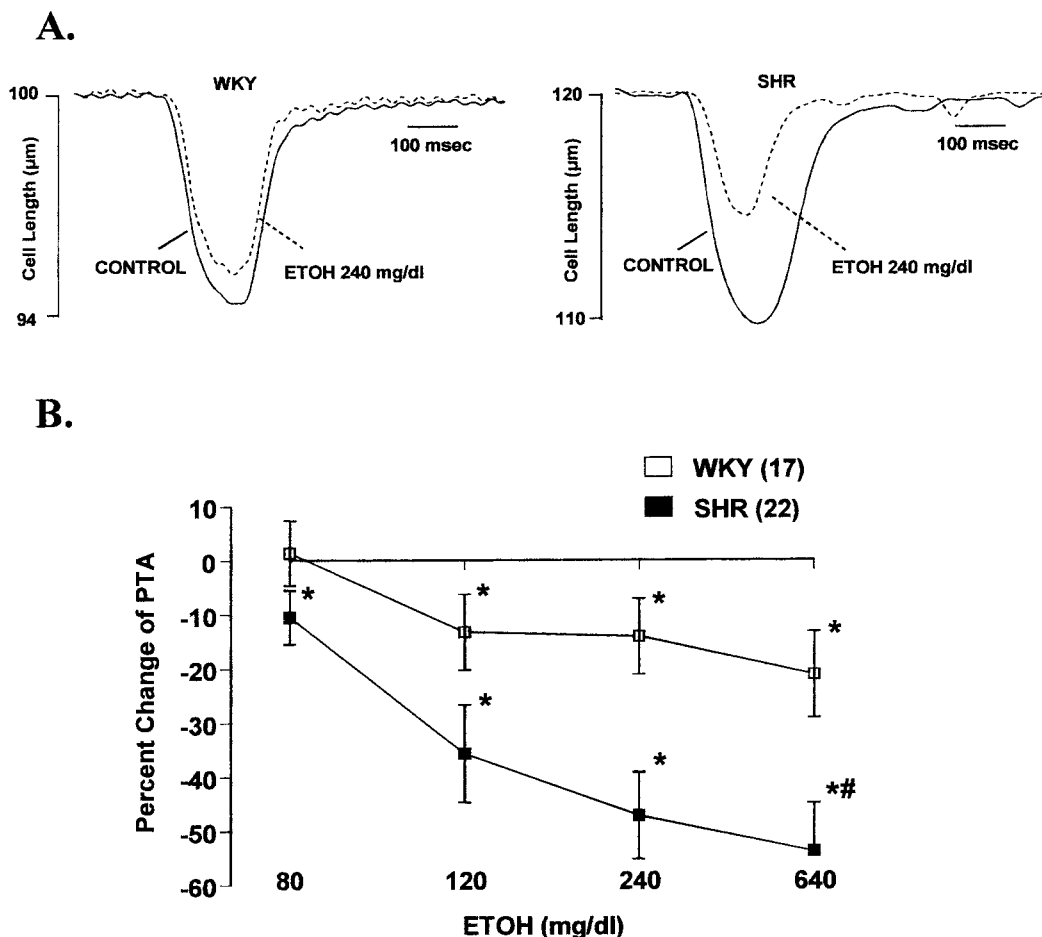 A.
WKY
100
Cell Length (µm)
94
CONTROL
ETOH 240 mg/dl
100 msec
SHR
120
Cell Length (µm)
110
CONTROL
ETOH 240 mg/dl
100 msec
B.
WKY (17)
SHR (22)
Percent Change of PTA
10
0
-10
-20
-30
-40
-50
-60
*
*
*
*
*
*
*#
80
120
240
640
ETOH (mg/dl)